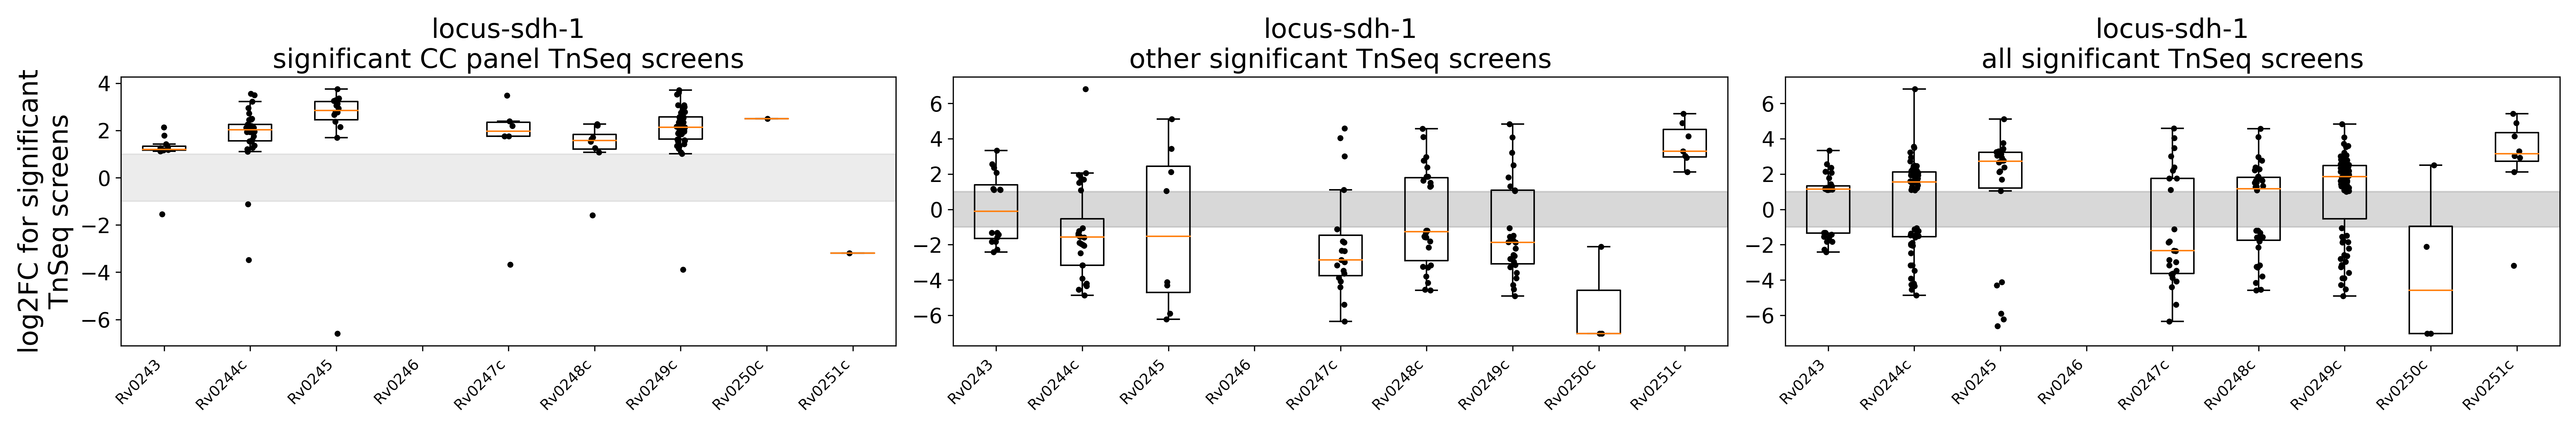 locus-sdh-1
significant CC panel TnSeq screens
log2FC for significant
TnSeq screens
4
2
0
−2
−4
−6
Rv0243
Rv0244c
Rv0245
Rv0246
Rv0247c
Rv0248c
Rv0249c
Rv0250c
Rv0251c
locus-sdh-1
other significant TnSeq screens
6
4
2
0
−2
−4
−6
Rv0243
Rv0244c
Rv0245
Rv0246
Rv0247c
Rv0248c
Rv0249c
Rv0250c
Rv0251c
locus-sdh-1
all significant TnSeq screens
6
4
2
0
−2
−4
−6
Rv0243
Rv0244c
Rv0245
Rv0246
Rv0247c
Rv0248c
Rv0249c
Rv0250c
Rv0251c